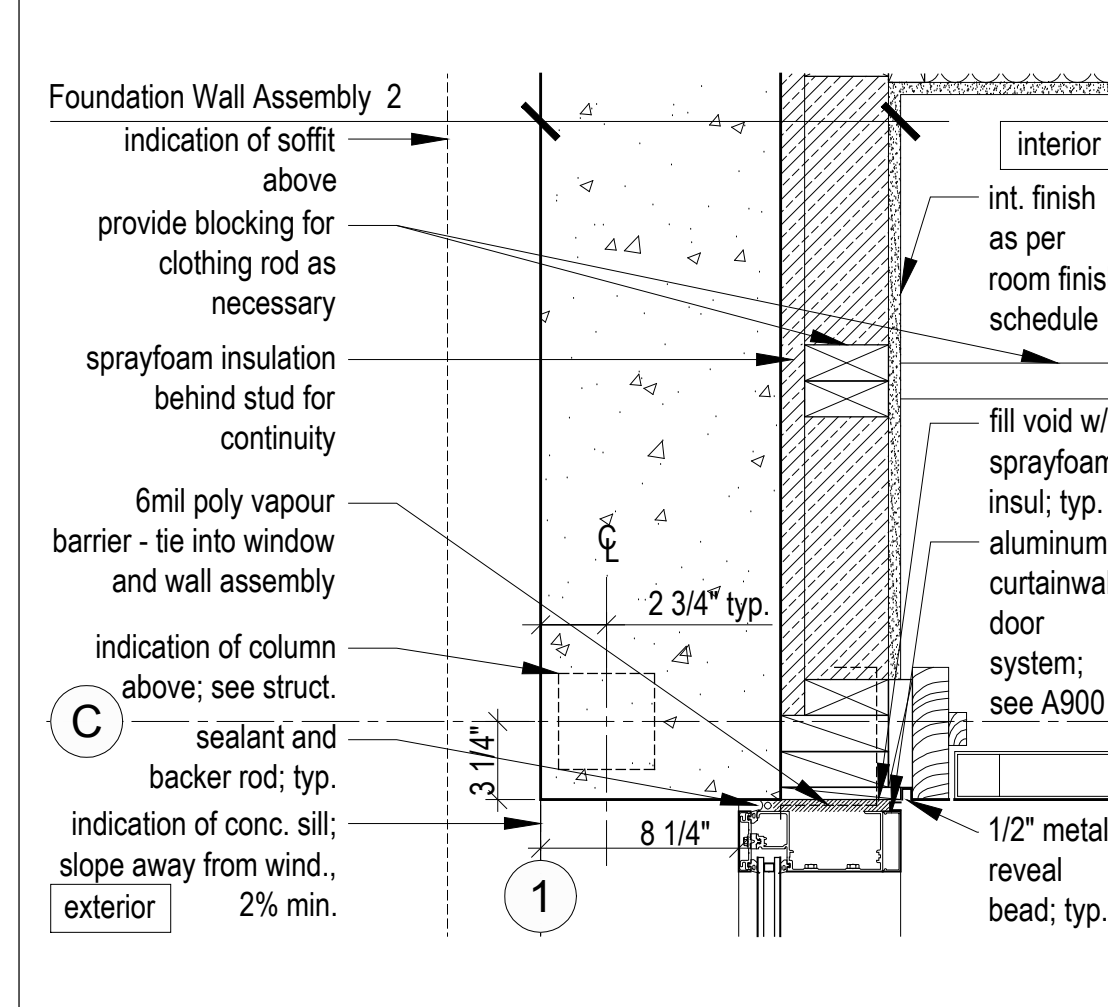 Foundation Wall Assembly 2
indication of soffit
above
provide blocking for
clothing rod as
necessary
sprayfoam insulation
behind stud for
continuity
6mil poly vapour
barrier - tie into window
and wall assembly
indication of column
above; see struct.
C
sealant and
backer rod; typ.
indication of conc. sill;
slope away from wind.,
2% min.
exterior
℄
2 3/4" typ.
3 1/4"
8 1/4"
1
interior
int. finish
as per
room finis
schedule
fill void w/
sprayfoam
insul; typ.
aluminum
curtainwal
door
system;
see A900
1/2" metal
reveal
bead; typ.